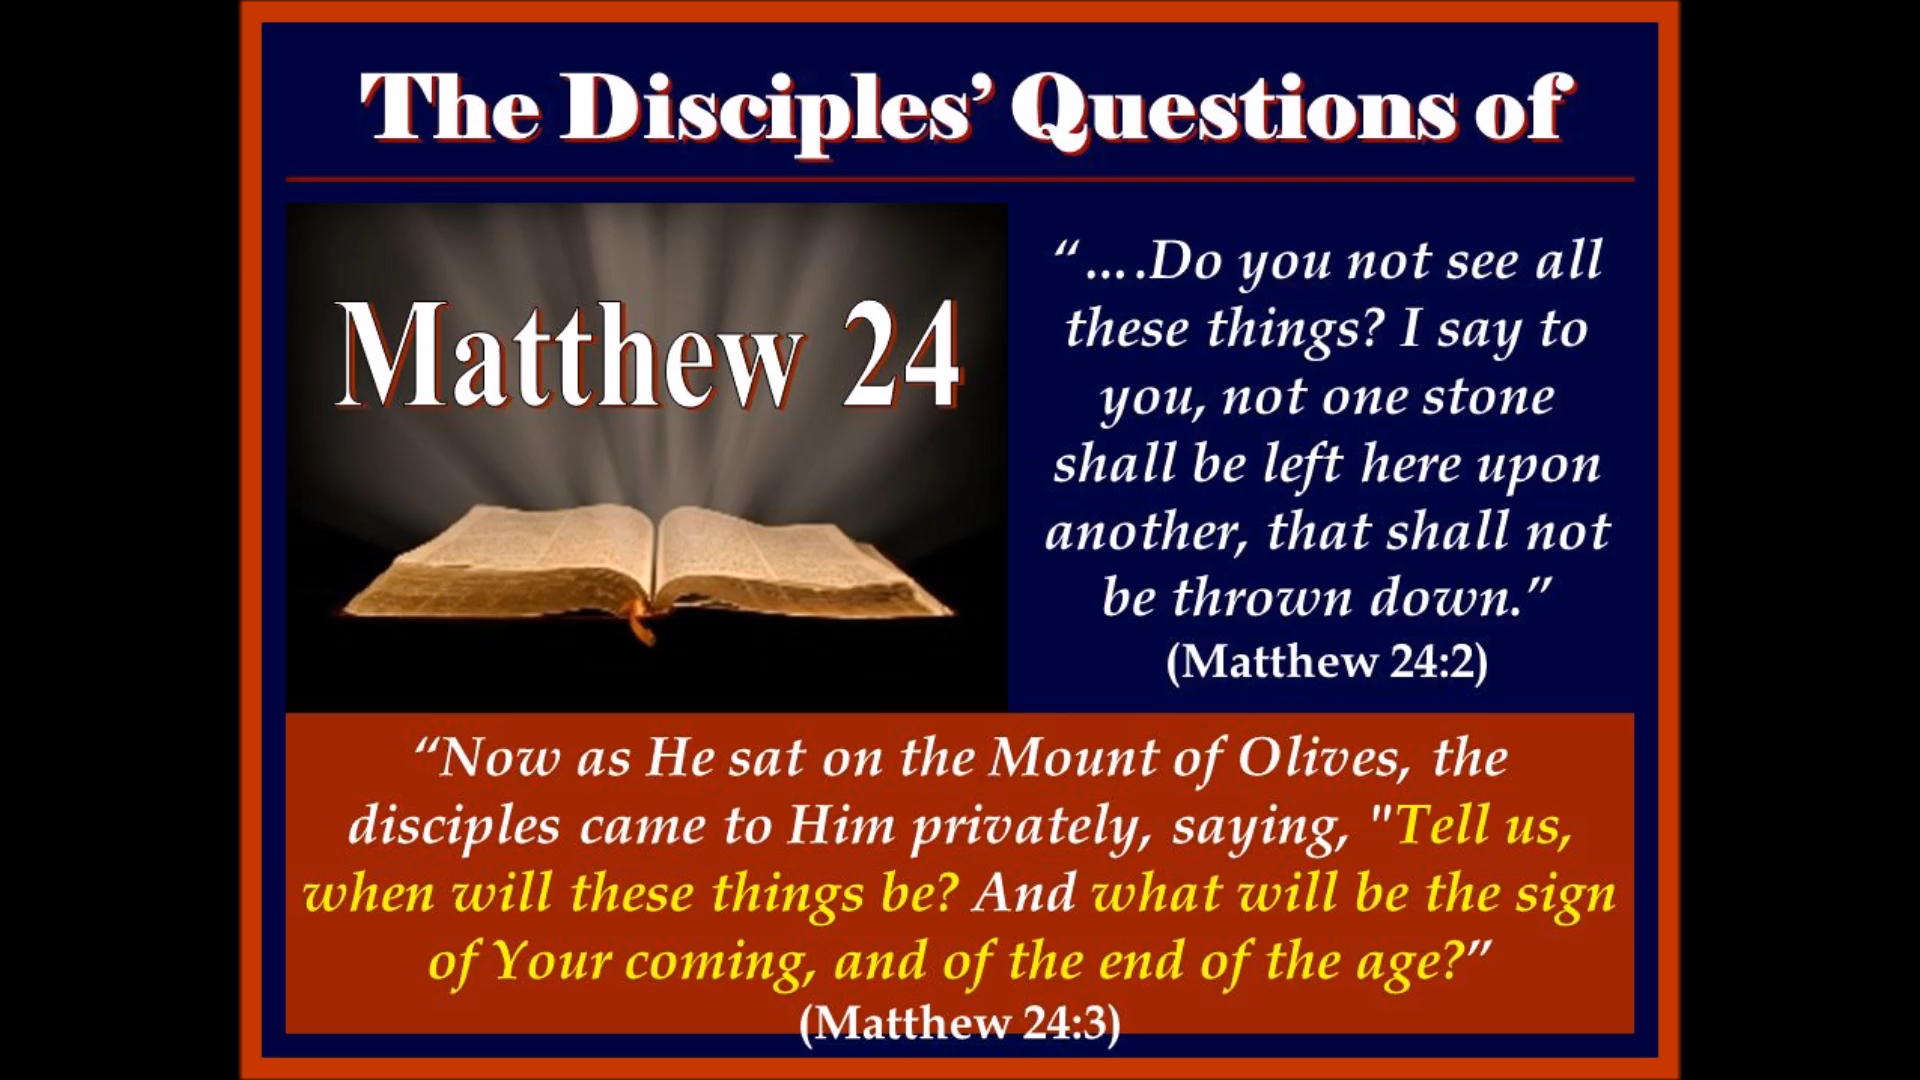 The Disciples’ Questions of
Matthew 24
“….Do you not see all
these things? I say to
you, not one stone
shall be left here upon
another, that shall not
be thrown down.”
(Matthew 24:2)
“Now as He sat on the Mount of Olives, the
disciples came to Him privately, saying, "Tell us,
when will these things be? And what will be the sign
of Your coming, and of the end of the age?”
(Matthew 24:3)